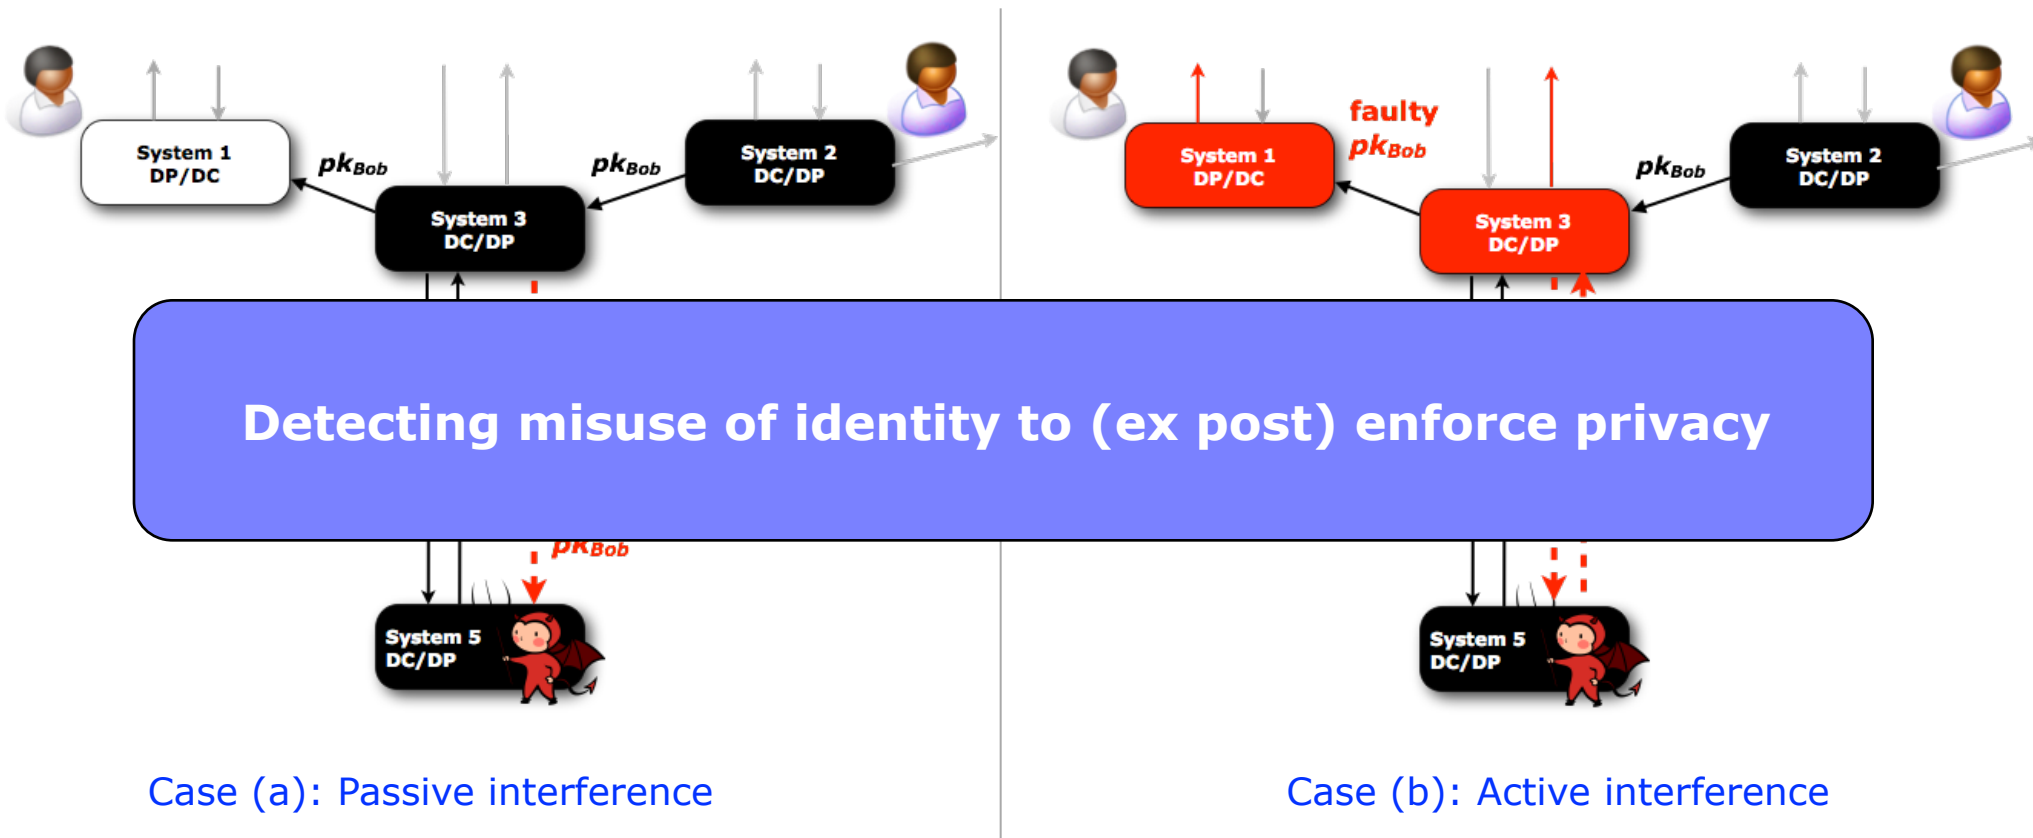 System 1
DP/DC
pkBob
System 3
DC/DP
pkBob
System 2
DC/DP
faulty
pkBob
System 1
DP/DC
System 3
DC/DP
pkBob
System 2
DC/DP
Detecting misuse of identity to (ex post) enforce privacy
pkBob
System 5
DC/DP
System 5
DC/DP
Case (a): Passive interference
Case (b): Active interference